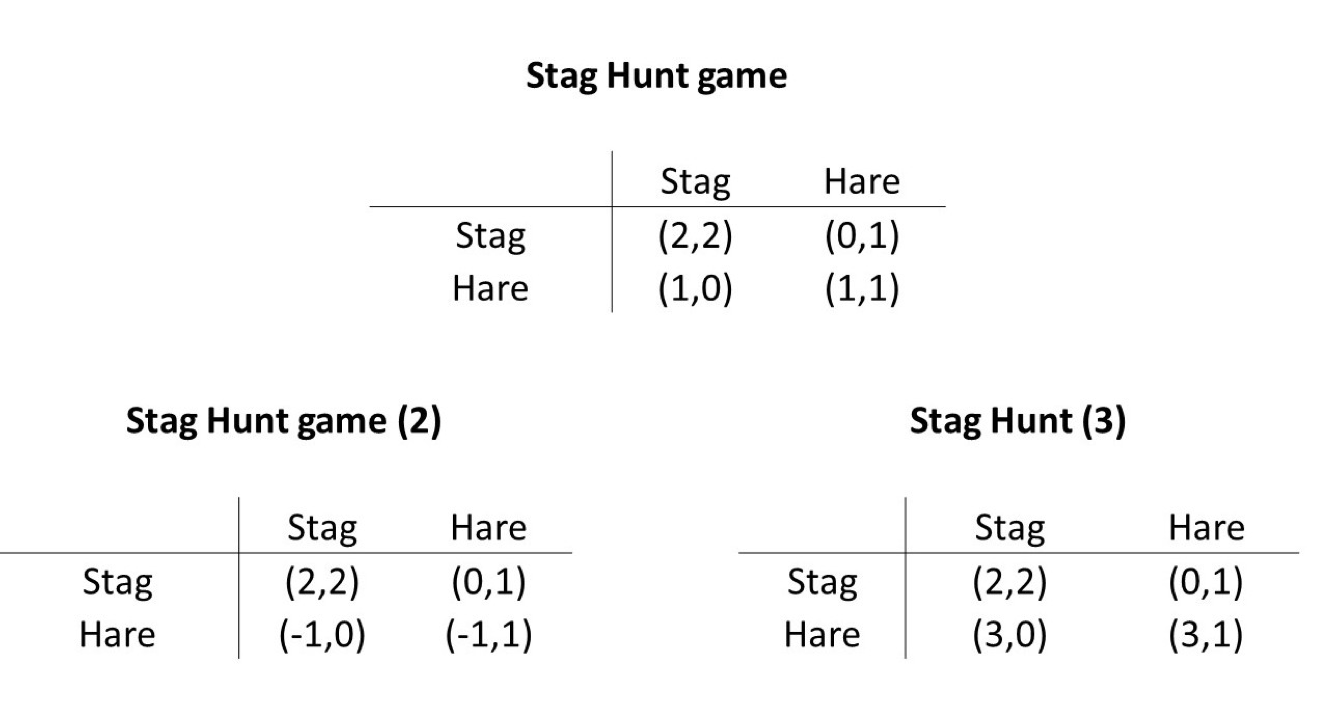 Stag Hunt game
Stag Hare
Stag (2,2) (0,1)
Hare (1,0) (1,1)
Stag Hunt game (2)
Stag Hare
Stag (2,2) (0,1)
Hare (-1,0) (-1,1)
Stag Hunt (3)
Stag Hare
Stag (2,2) (0,1)
Hare (3,0) (3,1)